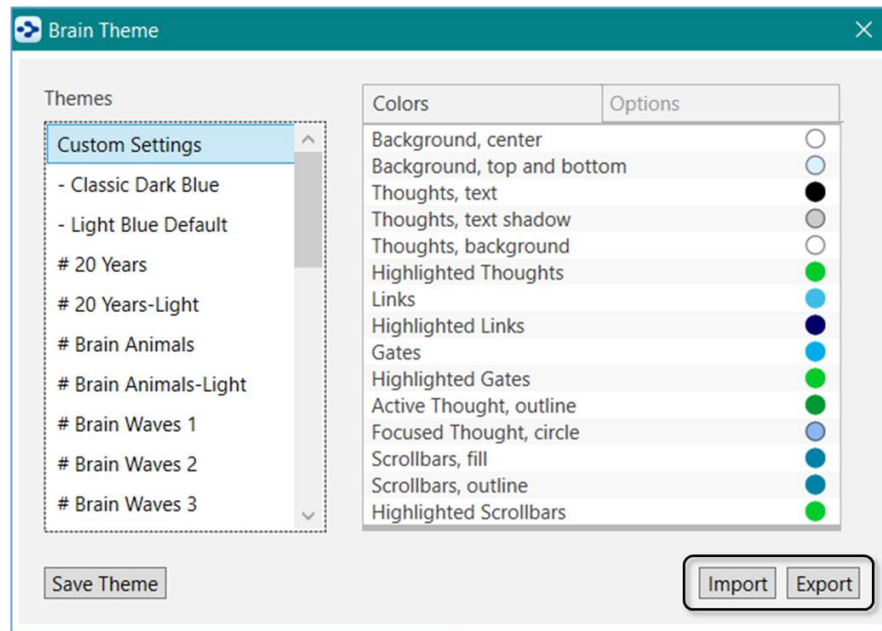 Brain Theme
Themes
Custom Settings
- Classic Dark Blue
- Light Blue Default
# 20 Years
# 20 Years-Light
# Brain Animals
# Brain Animals-Light
# Brain Waves 1
# Brain Waves 2
# Brain Waves 3
Save Theme
Colors Options
Background, center
Background, top and bottom
Thoughts, text
Thoughts, text shadow
Thoughts, background
Highlighted Thoughts
Links
Highlighted Links
Gates
Highlighted Gates
Active Thought, outline
Focused Thought, circle
Scrollbars, fill
Scrollbars, outline
Highlighted Scrollbars
Import Export